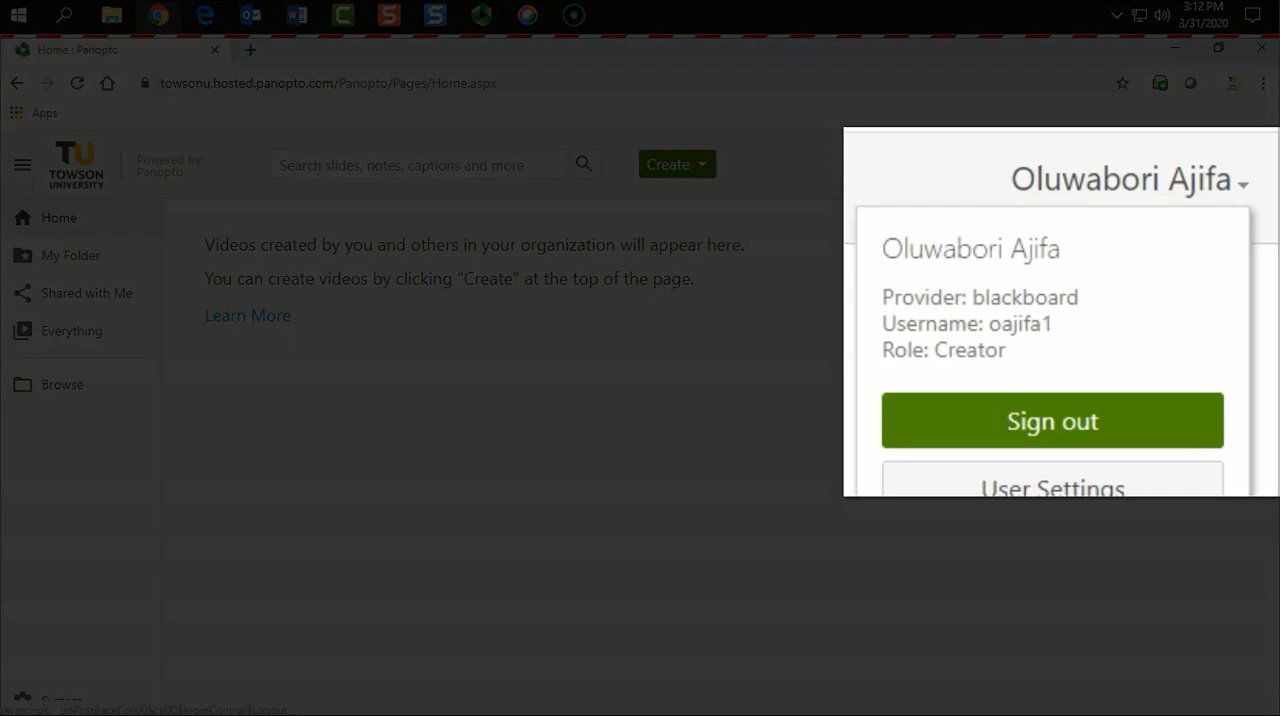 3:12 PM
3/31/2020
Home : Panopto
towsonu.hosted.panopto.com/Panopto/Pages/Home.aspx
Apps
TU
TOWSON
UNIVERSITY
Powered by
Panopto
Search slides, notes, captions and more
Create
Oluwabori Ajifa
Home
My Folder
Shared with Me
Everything
Browse
Videos created by you and others in your organization will appear here.
You can create videos by clicking "Create" at the top of the page.
Learn More
Oluwabori Ajifa
Provider: blackboard
Username: oajifa1
Role: Creator
Sign out
User Settings
System